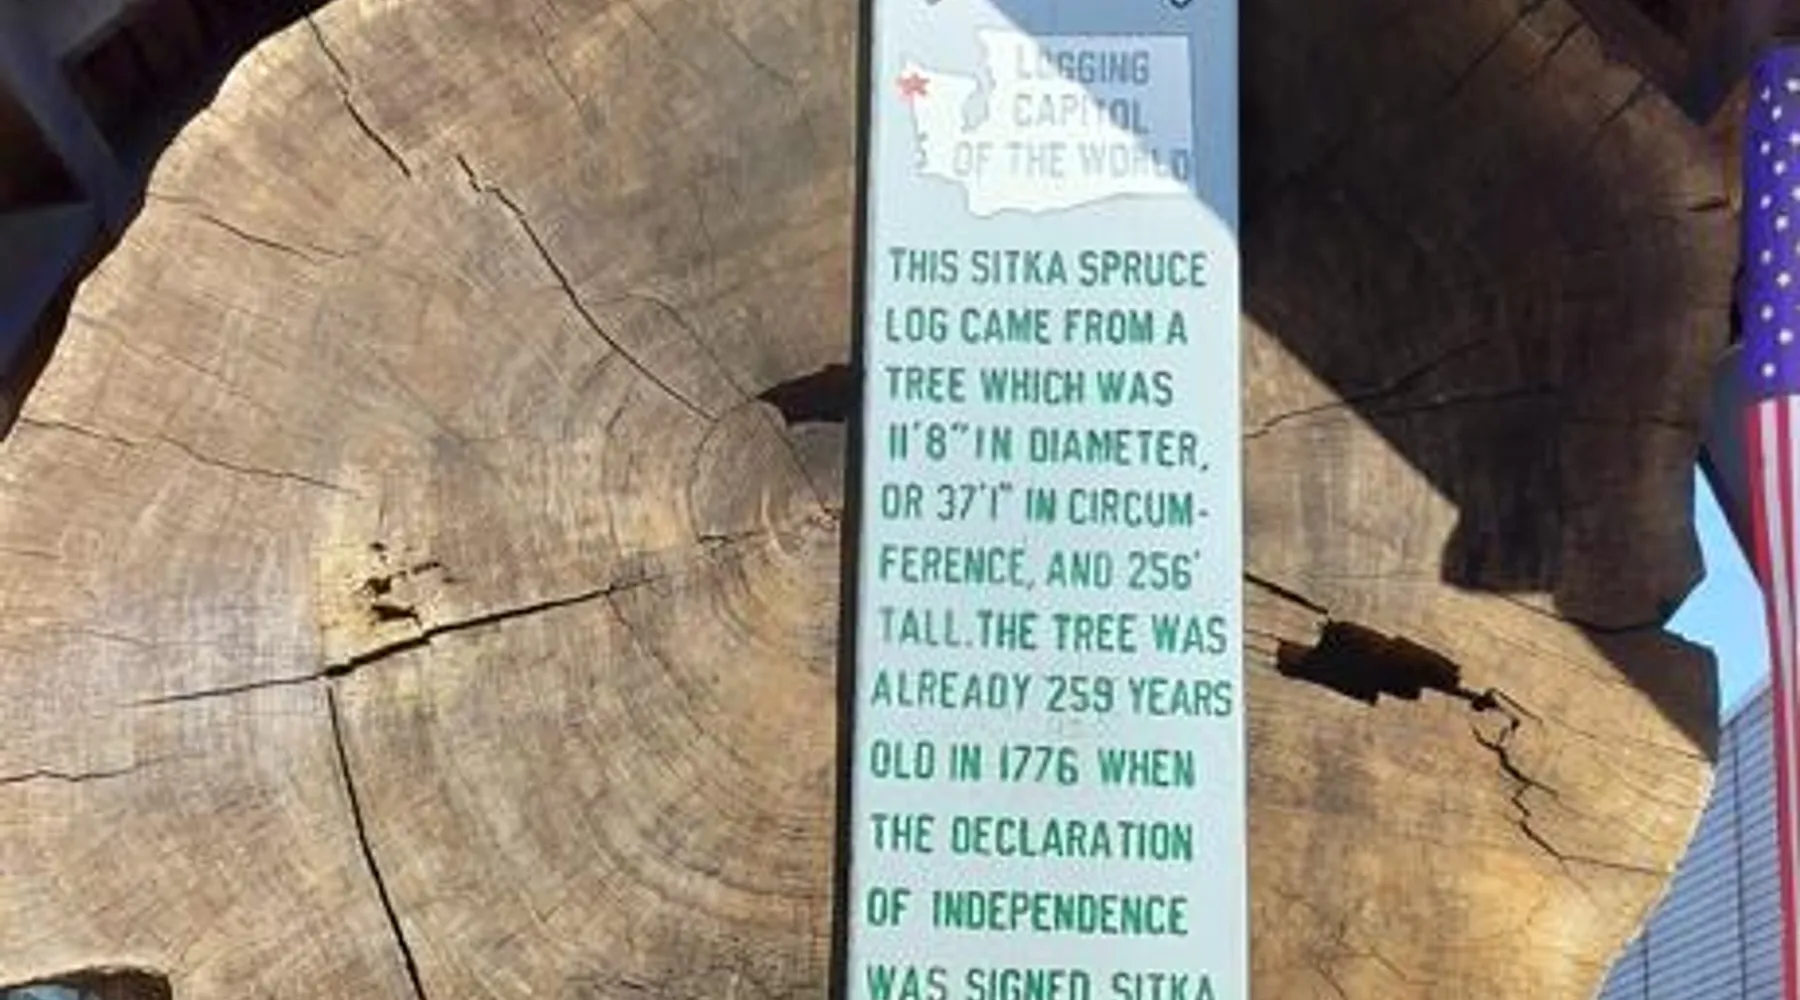 LOGGING
CAPITOL
OF THE WORLD
THIS SITKA SPRUCE
LOG CAME FROM A
TREE WHICH WAS
11'8" IN DIAMETER,
OR 37'1" IN CIRCUM-
FERENCE, AND 256'
TALL. THE TREE WAS
ALREADY 259 YEARS
OLD IN 1776 WHEN
THE DECLARATION
OF INDEPENDENCE
WAS SIGNED. SITKA